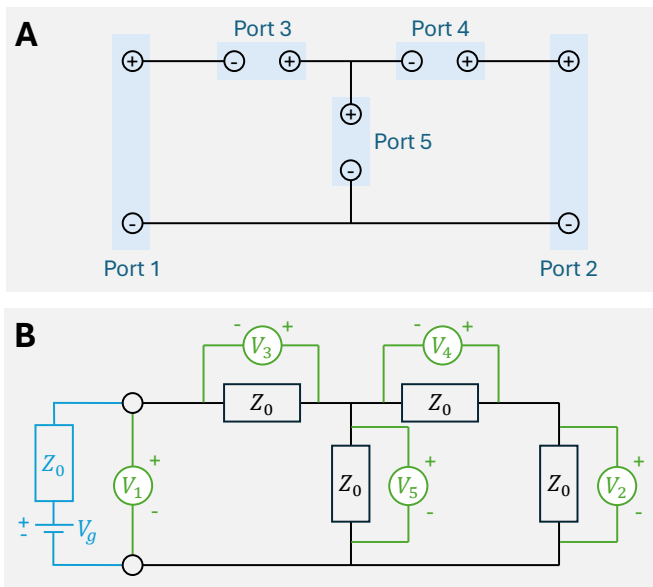 A
Port 3
Port 4
+
-
+
-
+
+
+
Port 5
-
-
-
Port 1
Port 2
B
-
+
-
+
V₃
V₄
Z₀
Z₀
Z₀
V₁
+
-
Z₀
V₅
+
-
Z₀
V₂
+
-
+
-
V_g